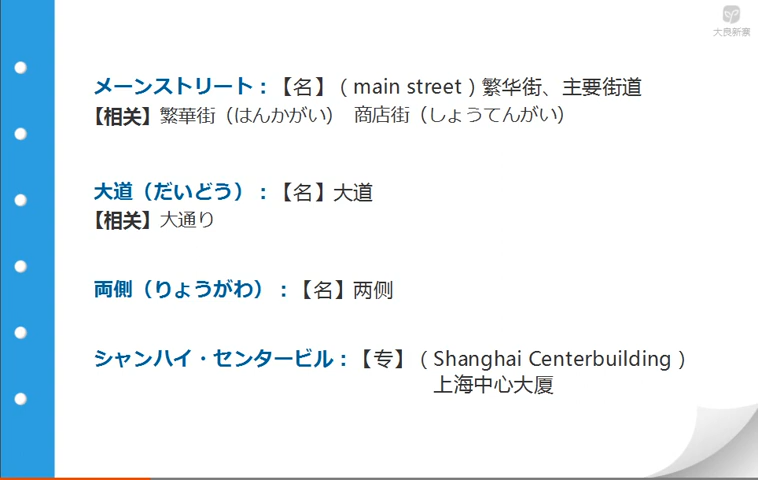 大良新寨
メーンストリート：【名】（main street）繁华街、主要街道
【相关】繁華街（はんかがい） 商店街（しょうてんがい）
大道（だいどう）：【名】大道
【相关】大通り
両側（りょうがわ）：【名】两侧
シャンハイ・センタービル：【专】（Shanghai Centerbuilding）
上海中心大厦